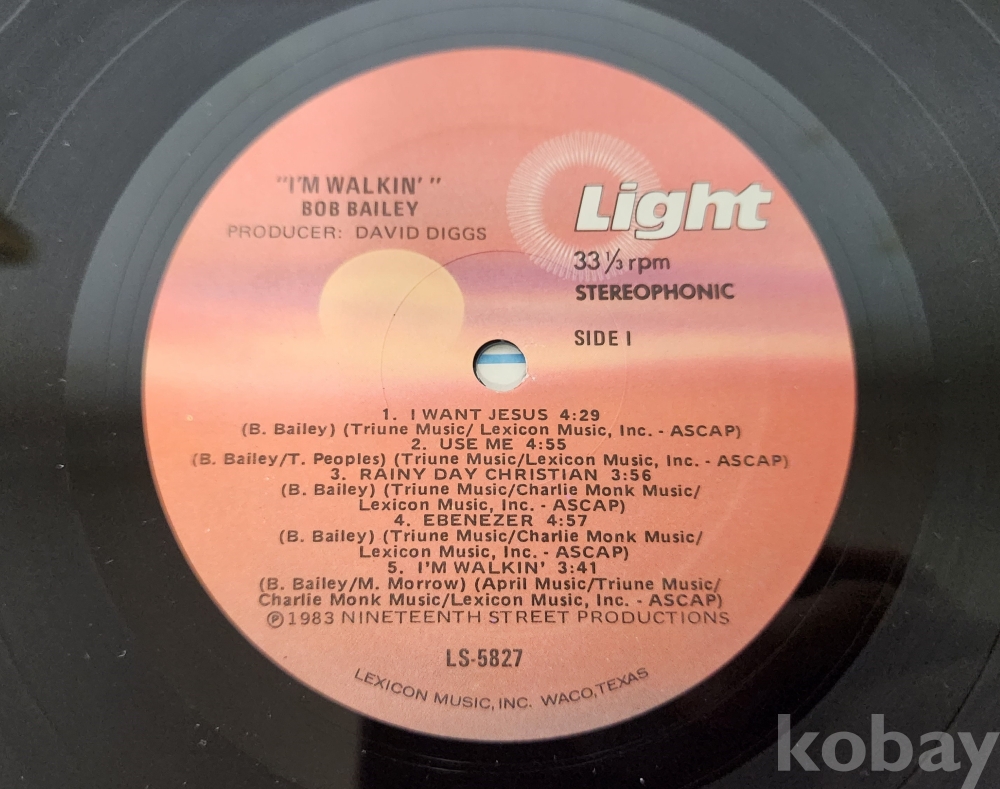 "I'M WALKIN' "
BOB BAILEY
PRODUCER: DAVID DIGGS
Light
33 1/3 rpm
STEREOPHONIC
SIDE I
1. I WANT JESUS 4:29
(B. Bailey) (Triune Music/ Lexicon Music, Inc. - ASCAP)
2. USE ME 4:55
(B. Bailey/T. Peoples) (Triune Music/Lexicon Music, Inc. - ASCAP)
3. RAINY DAY CHRISTIAN 3:56
(B. Bailey) (Triune Music/Charlie Monk Music/
Lexicon Music, Inc. - ASCAP)
4. EBENEZER 4:57
(B. Bailey) (Triune Music/Charlie Monk Music/
Lexicon Music, Inc. - ASCAP)
5. I'M WALKIN' 3:41
(B. Bailey/M. Morrow) (April Music/Triune Music/
Charlie Monk Music/Lexicon Music, Inc. - ASCAP)
℗1983 NINETEENTH STREET PRODUCTIONS
LS-5827
LEXICON MUSIC, INC. WACO, TEXAS
kobay